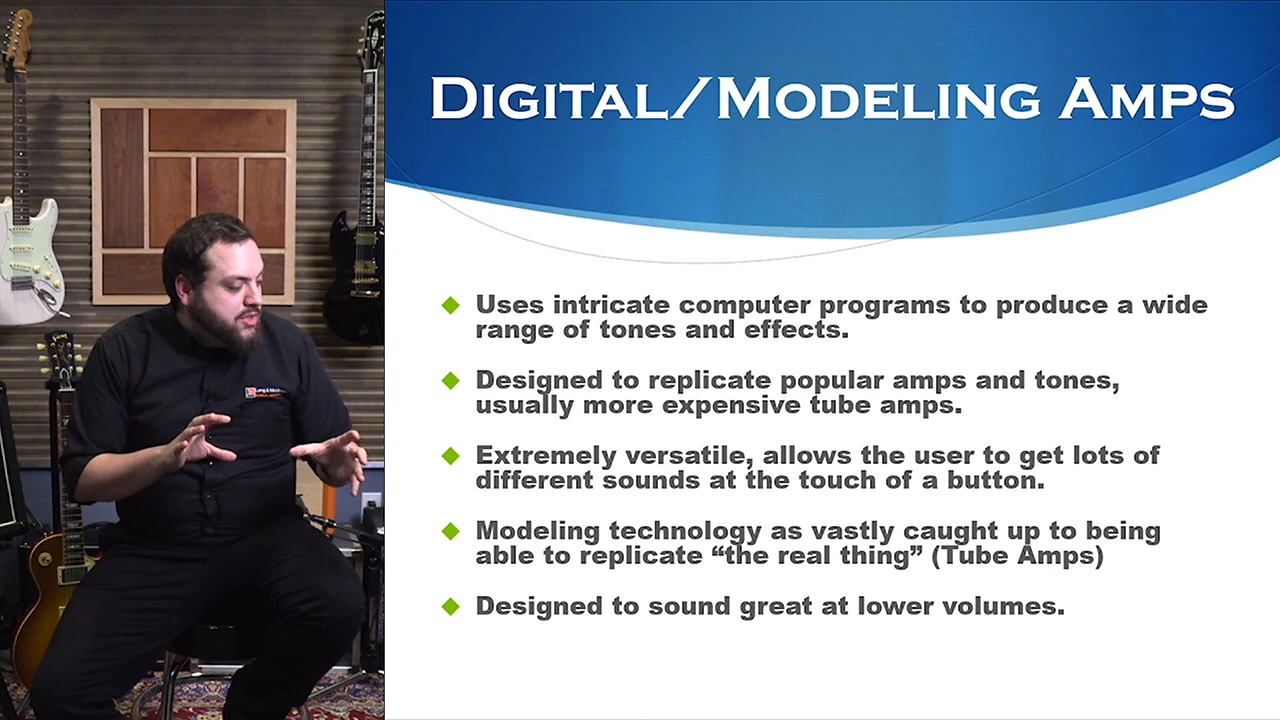 DIGITAL/MODELING AMPS
Uses intricate computer programs to produce a wide
range of tones and effects.
Designed to replicate popular amps and tones,
usually more expensive tube amps.
Extremely versatile, allows the user to get lots of
different sounds at the touch of a button.
Modeling technology as vastly caught up to being
able to replicate “the real thing” (Tube Amps)
Designed to sound great at lower volumes.